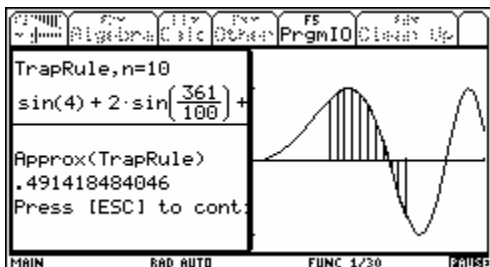 Algebra Calc Other F5 PrgmIO Clean Up
TrapRule,n=10
sin(4) + 2·sin(361/100) +
Approx(TrapRule)
.491418484046
Press [ESC] to cont
MAIN RAD AUTO FUNC 1/30 PAUSE